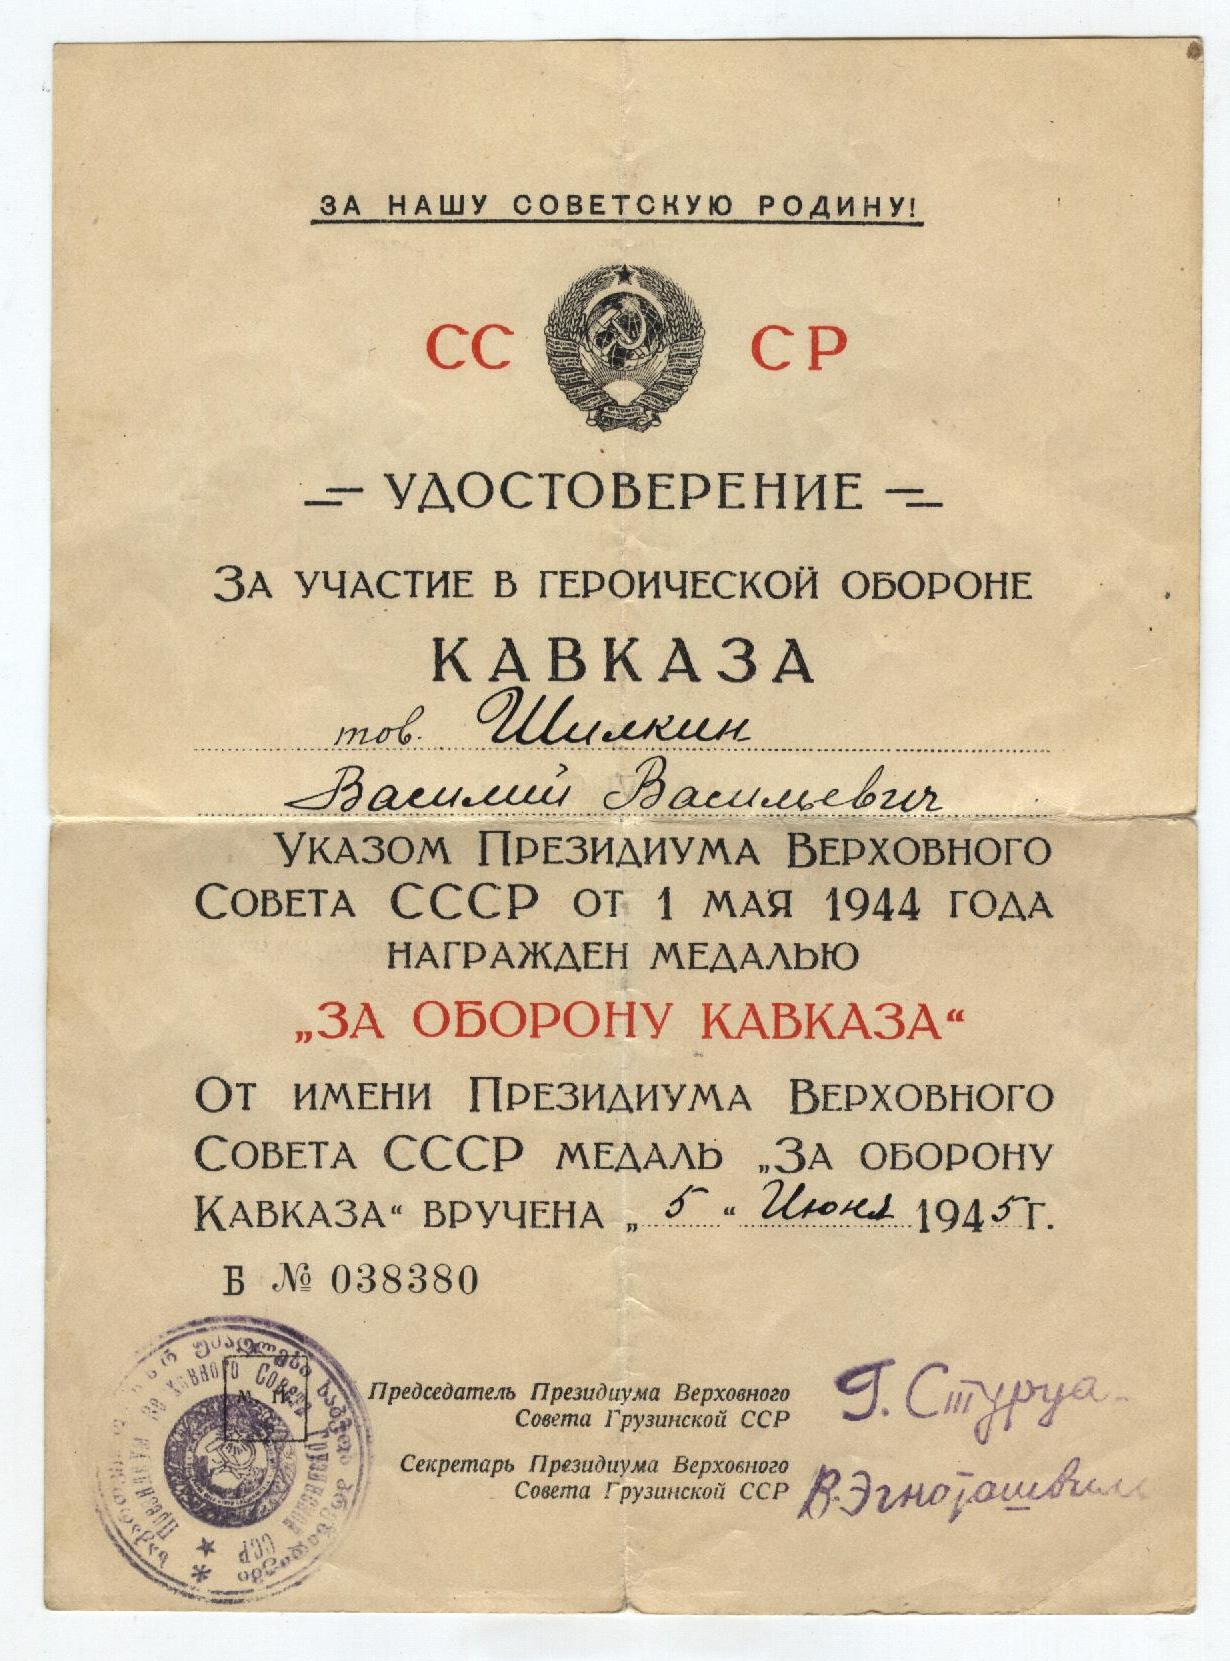 ЗА НАШУ СОВЕТСКУЮ РОДИНУ!
СС СР
УДОСТОВЕРЕНИЕ
ЗА УЧАСТИЕ В ГЕРОИЧЕСКОЙ ОБОРОНЕ
КАВКАЗА
тов. Шилкин
Василий Васильевич
УКАЗОМ ПРЕЗИДИУМА ВЕРХОВНОГО
СОВЕТА СССР ОТ 1 МАЯ 1944 ГОДА
НАГРАЖДЕН МЕДАЛЬЮ
„ЗА ОБОРОНУ КАВКАЗА“
ОТ ИМЕНИ ПРЕЗИДИУМА ВЕРХОВНОГО
СОВЕТА СССР МЕДАЛЬ „ЗА ОБОРОНУ
КАВКАЗА“ ВРУЧЕНА „5“ Июня 1945 Г.
Б № 038380
Председатель Президиума Верховного
Совета Грузинской ССР
Г. Стуруа
Секретарь Президиума Верховного
Совета Грузинской ССР
В. Эгнаташвили